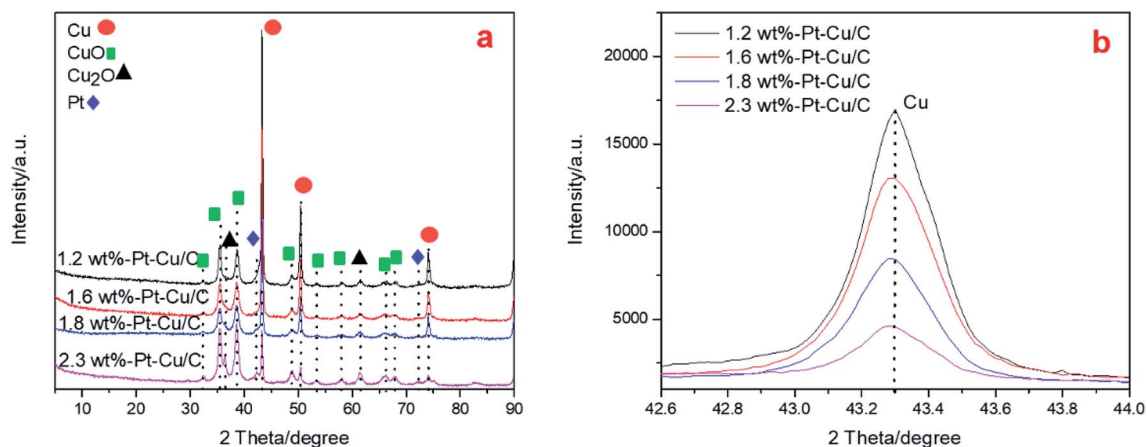 Cu
CuO
Cu2O
Pt
a
Intensity/a.u.
1.2 wt%-Pt-Cu/C
1.6 wt%-Pt-Cu/C
1.8 wt%-Pt-Cu/C
2.3 wt%-Pt-Cu/C
10 20 30 40 50 60 70 80 90
2 Theta/degree
b
1.2 wt%-Pt-Cu/C
1.6 wt%-Pt-Cu/C
1.8 wt%-Pt-Cu/C
2.3 wt%-Pt-Cu/C
Cu
Intensity/a.u.
20000
15000
10000
5000
42.6 42.8 43.0 43.2 43.4 43.6 43.8 44.0
2 Theta/degree